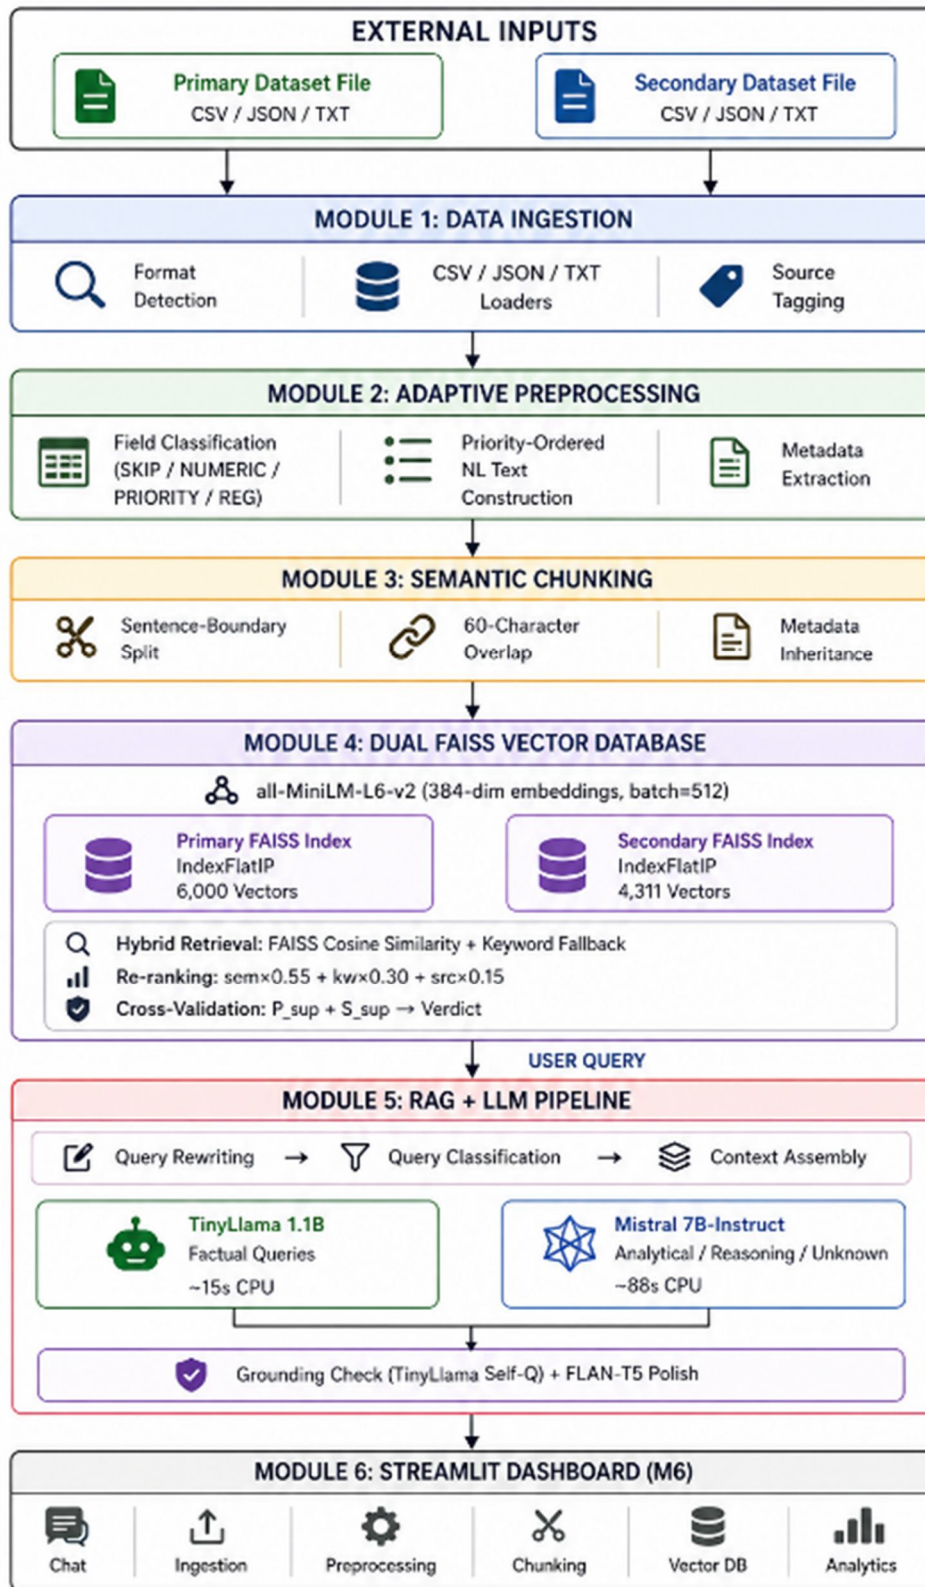 EXTERNAL INPUTS
Primary Dataset File
CSV / JSON / TXT
Secondary Dataset File
CSV / JSON / TXT
MODULE 1: DATA INGESTION
Format
Detection
CSV / JSON / TXT
Loaders
Source
Tagging
MODULE 2: ADAPTIVE PREPROCESSING
Field Classification
(SKIP / NUMERIC /
PRIORITY / REG)
Priority-Ordered
NL Text
Construction
Metadata
Extraction
MODULE 3: SEMANTIC CHUNKING
Sentence-Boundary
Split
60-Character
Overlap
Metadata
Inheritance
MODULE 4: DUAL FAISS VECTOR DATABASE
all-MiniLM-L6-v2 (384-dim embeddings, batch=512)
Primary FAISS Index
IndexFlatIP
6,000 Vectors
Secondary FAISS Index
IndexFlatIP
4,311 Vectors
Hybrid Retrieval: FAISS Cosine Similarity + Keyword Fallback
Re-ranking: sem×0.55 + kw×0.30 + src×0.15
Cross-Validation: P_sup + S_sup → Verdict
USER QUERY
MODULE 5: RAG + LLM PIPELINE
Query Rewriting → Query Classification → Context Assembly
TinyLlama 1.1B
Factual Queries
~15s CPU
Mistral 7B-Instruct
Analytical / Reasoning / Unknown
~88s CPU
Grounding Check (TinyLlama Self-Q) + FLAN-T5 Polish
MODULE 6: STREAMLIT DASHBOARD (M6)
Chat
Ingestion
Preprocessing
Chunking
Vector DB
Analytics